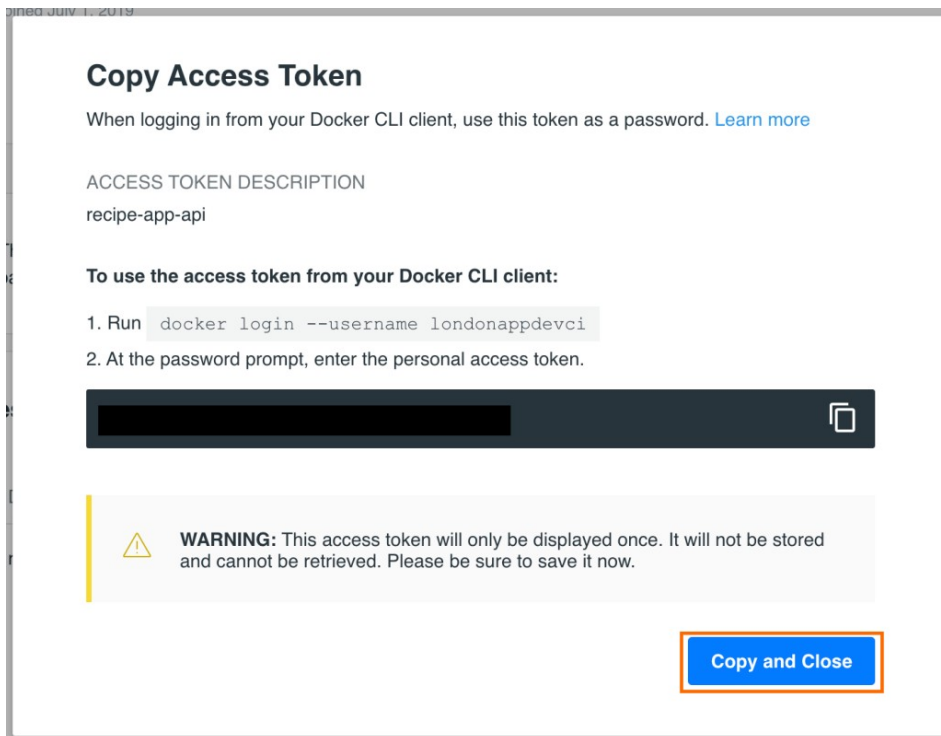 oined July 1, 2019
Copy Access Token
When logging in from your Docker CLI client, use this token as a password. Learn more
ACCESS TOKEN DESCRIPTION
recipe-app-api
To use the access token from your Docker CLI client:
1. Run docker login --username londonappdevci
2. At the password prompt, enter the personal access token.
WARNING: This access token will only be displayed once. It will not be stored
and cannot be retrieved. Please be sure to save it now.
Copy and Close